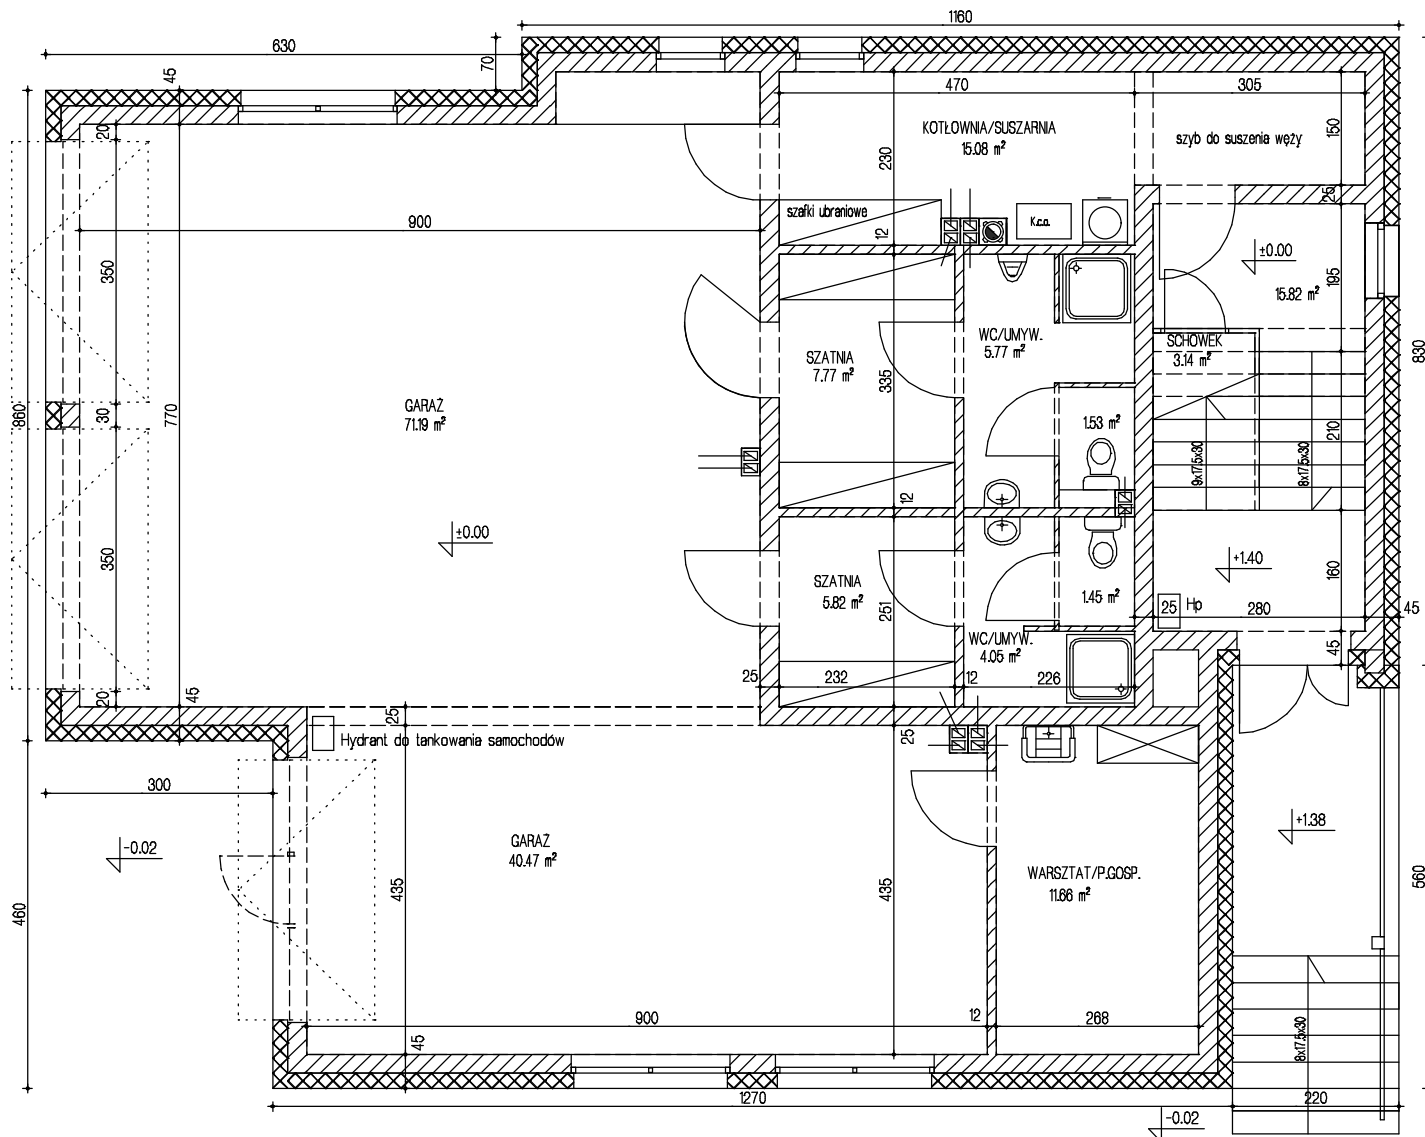 1160
630
70
45
470
305
KOTŁOWNIA/SUSZARNIA
15.08 m²
szyb do suszenia węży
150
20
230
25
szafki ubraniowe
K.c.o.
900
12
±0.00
350
195
15.82 m²
WC/UMYW.
5.77 m²
SCHOWEK
3.14 m²
SZATNIA
7.77 m²
830
335
GARAŻ
71.19 m²
860
30
770
1.53 m²
210
9x17.5x30
8x17.5x30
12
±0.00
350
+1.40
160
SZATNIA
5.82 m²
251
1.45 m²
25
Hp
280
45
WC/UMYW.
4.05 m²
45
25
232
12
226
20
45
25
25
Hydrant do tankowania samochodów
300
-0.02
+1.38
GARAŻ
40.47 m²
WARSZTAT/P.GOSP.
11.66 m²
560
460
435
435
900
12
268
45
8x17.5x30
1270
220
-0.02